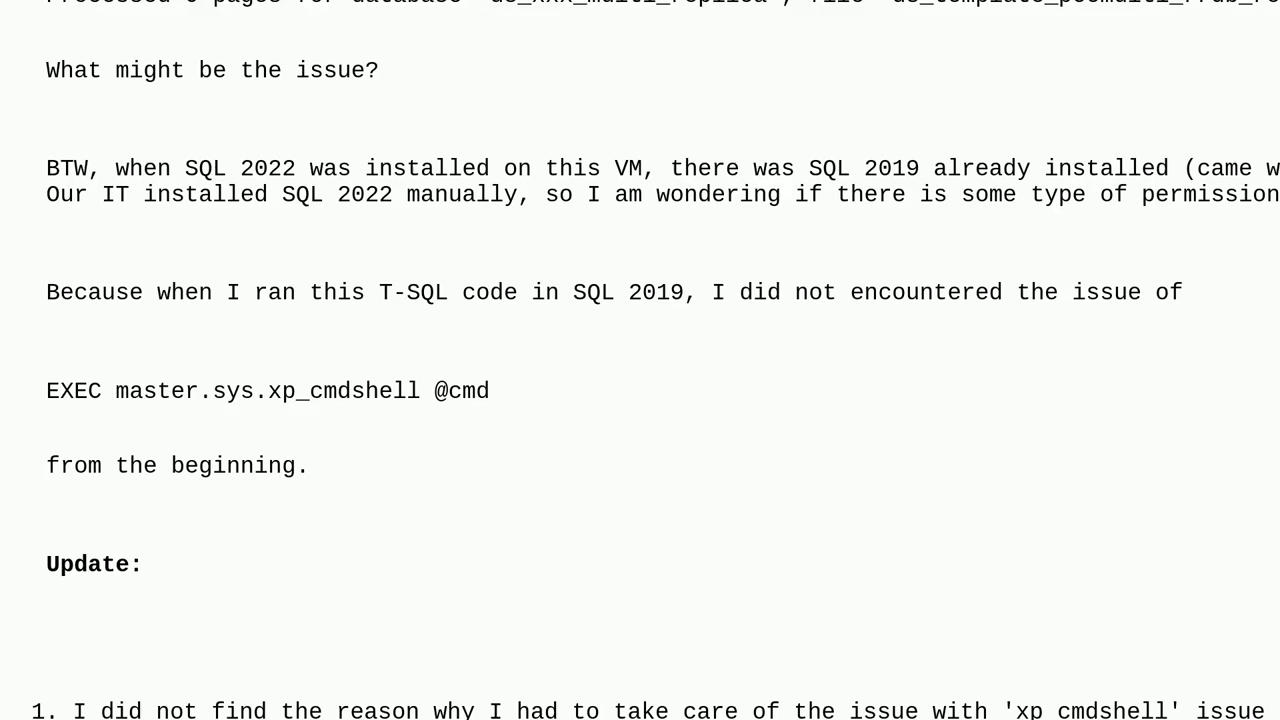 What might be the issue?
BTW, when SQL 2022 was installed on this VM, there was SQL 2019 already installed (came w
Our IT installed SQL 2022 manually, so I am wondering if there is some type of permission
Because when I ran this T-SQL code in SQL 2019, I did not encountered the issue of
EXEC master.sys.xp_cmdshell @cmd
from the beginning.
Update:
1. I did not find the reason why I had to take care of the issue with 'xp_cmdshell' issue